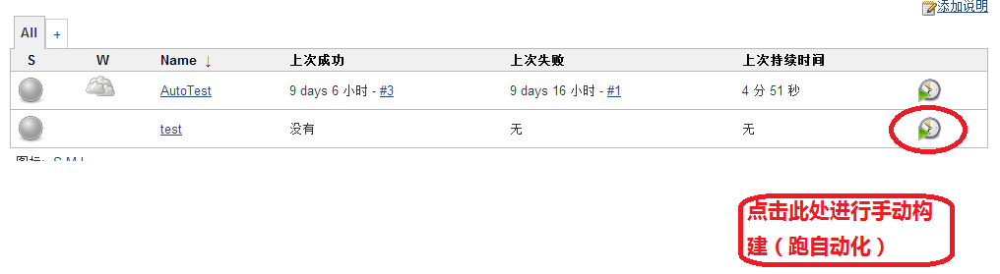 添加说明
All +
S W Name ↓ 上次成功 上次失败 上次持续时间
AutoTest 9 days 6 小时 - #3 9 days 16 小时 - #1 4 分 51 秒
test 没有 无 无
图标: S M L
点击此处进行手动构
建（跑自动化）